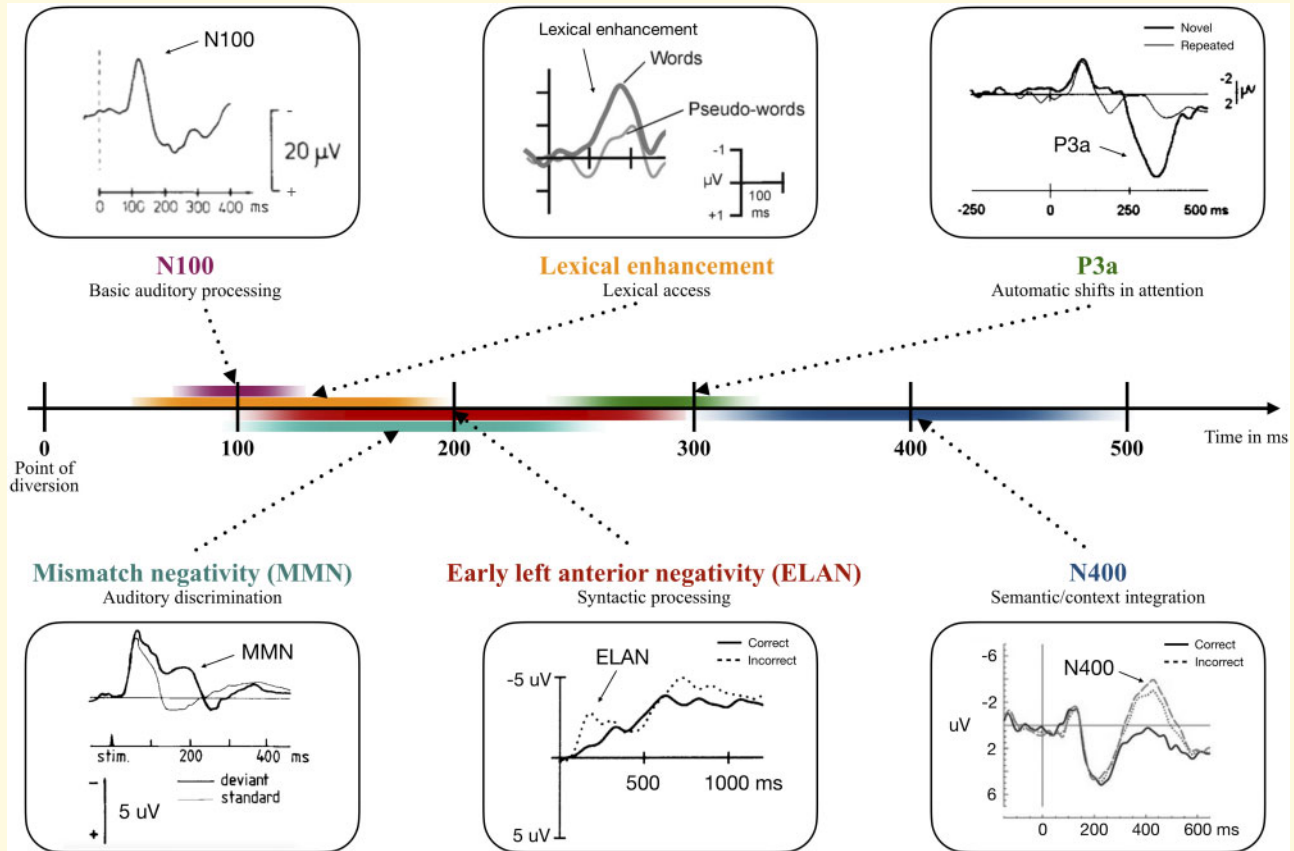 N100
-
20 µV
+
0 100 200 300 400 ms
Lexical enhancement
Words
Pseudo-words
-1
µV
100
ms
+1
Novel
Repeated
-2
µV
2
P3a
-250 0 250 500 ms
N100
Basic auditory processing
Lexical enhancement
Lexical access
P3a
Automatic shifts in attention
0 100 200 300 400 500
Point of
diversion
Time in ms
Mismatch negativity (MMN)
Auditory discrimination
Early left anterior negativity (ELAN)
Syntactic processing
N400
Semantic/context integration
MMN
stim. 200 400 ms
-
5 uV
+
deviant
standard
Correct
Incorrect
ELAN
-5 uV
500 1000 ms
5 uV
Correct
Incorrect
N400
-6
-2
uV
2
6
0 200 400 600 ms